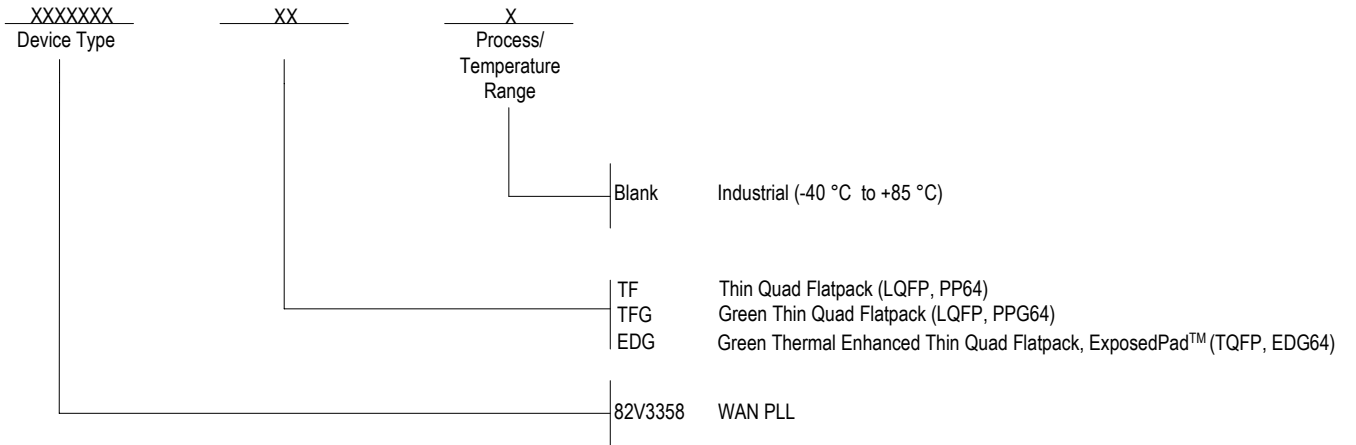 XXXXXXX XX X
Device Type Process/
Temperature
Range
Blank Industrial (-40 °C to +85 °C)
TF Thin Quad Flatpack (LQFP, PP64)
TFG Green Thin Quad Flatpack (LQFP, PPG64)
EDG Green Thermal Enhanced Thin Quad Flatpack, ExposedPad™ (TQFP, EDG64)
82V3358 WAN PLL